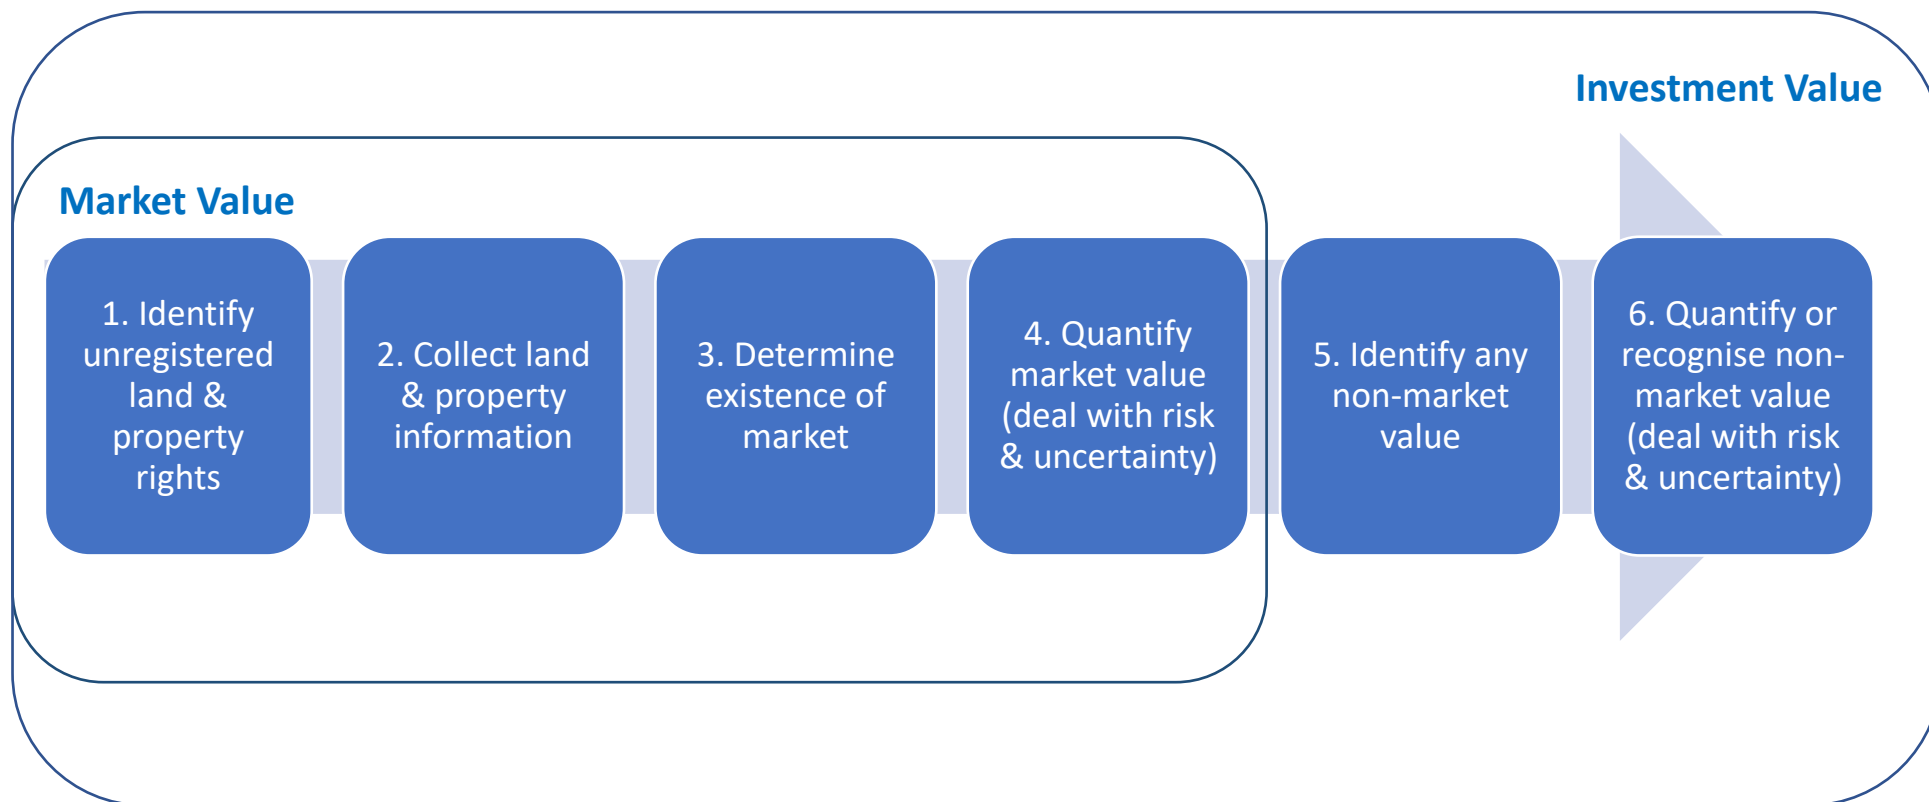 Investment Value
Market Value
1. Identify
unregistered
land &
property
rights
2. Collect land
& property
information
3. Determine
existence of
market
4. Quantify
market value
(deal with risk
& uncertainty)
5. Identify any
non-market
value
6. Quantify or
recognise non-
market value
(deal with risk
& uncertainty)